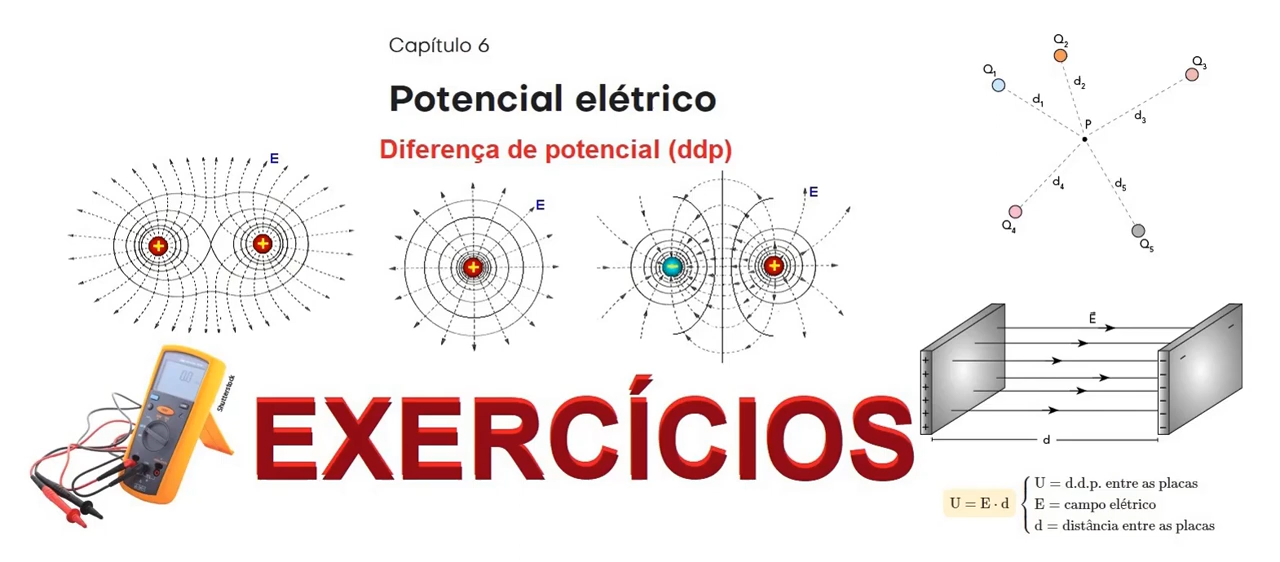 Capítulo 6
Potencial elétrico
Diferença de potencial (ddp)
E
+
+
E
+
−
+
E
Q₁
Q₂
Q₃
d₁
d₂
d₃
P
d₄
d₅
Q₄
Q₅
Shutterstock
EXERCÍCIOS
E⃗
d
U = E · d
U = d.d.p. entre as placas
E = campo elétrico
d = distância entre as placas